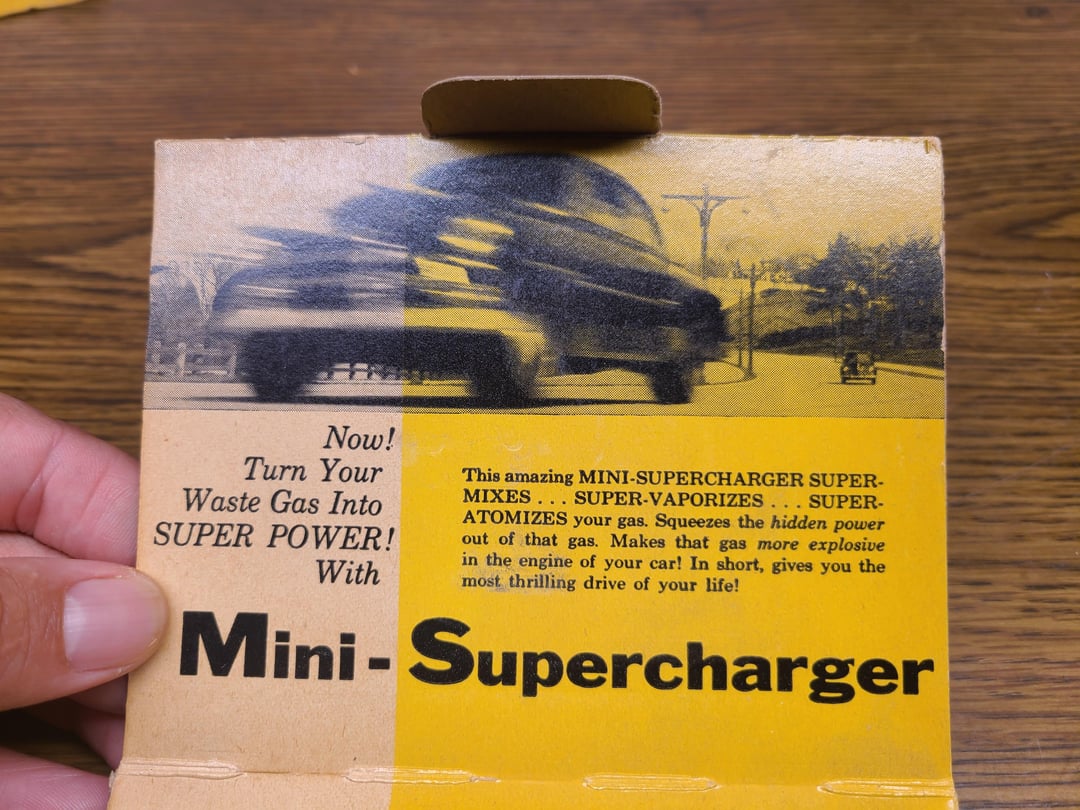 Now!
Turn Your
Waste Gas Into
SUPER POWER!
With
This amazing MINI-SUPERCHARGER SUPER-
MIXES . . . SUPER-VAPORIZES . . . SUPER-
ATOMIZES your gas. Squeezes the hidden power
out of that gas. Makes that gas more explosive
in the engine of your car! In short, gives you the
most thrilling drive of your life!
Mini-Supercharger